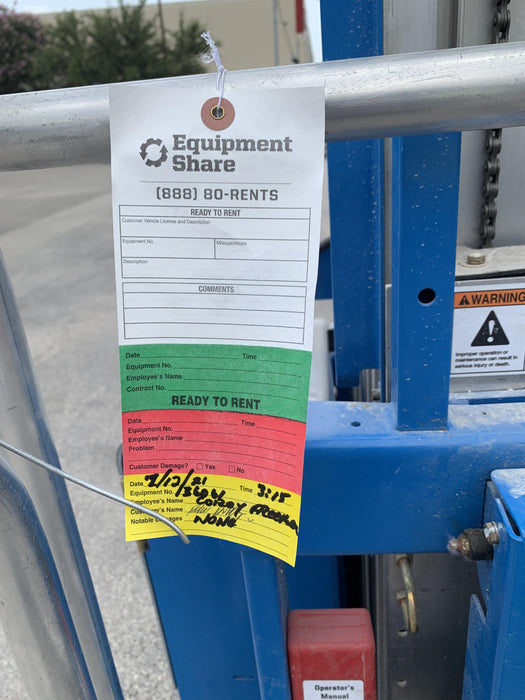 Equipment
Share
(888) 80-RENTS
READY TO RENT
Customer Vehicle License and Description
Equipment No.
Mileage/Hours
Description
COMMENTS
Date Time
Equipment No.
Employee's Name
Contract No.
READY TO RENT
Date Time
Equipment No.
Employee's Name
Problem
Customer Damage? Yes No
Date 7/12/21 Time 3:15
Equipment No.
Employee's Name
Customer's Name
Notable Damages NONE
WARNING
Improper operation or
maintenance can result in
serious injury or death.
Operator's
Manual